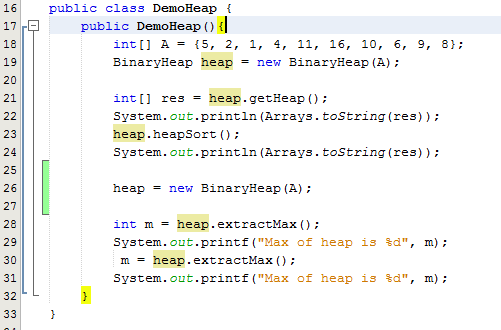 16 public class DemoHeap {
17     public DemoHeap(){
18         int[] A = {5, 2, 1, 4, 11, 16, 10, 6, 9, 8};
19         BinaryHeap heap = new BinaryHeap(A);
20
21         int[] res = heap.getHeap();
22         System.out.println(Arrays.toString(res));
23         heap.heapSort();
24         System.out.println(Arrays.toString(res));
25
26         heap = new BinaryHeap(A);
27
28         int m = heap.extractMax();
29         System.out.printf("Max of heap is %d", m);
30          m = heap.extractMax();
31         System.out.printf("Max of heap is %d", m);
32     }
33 }